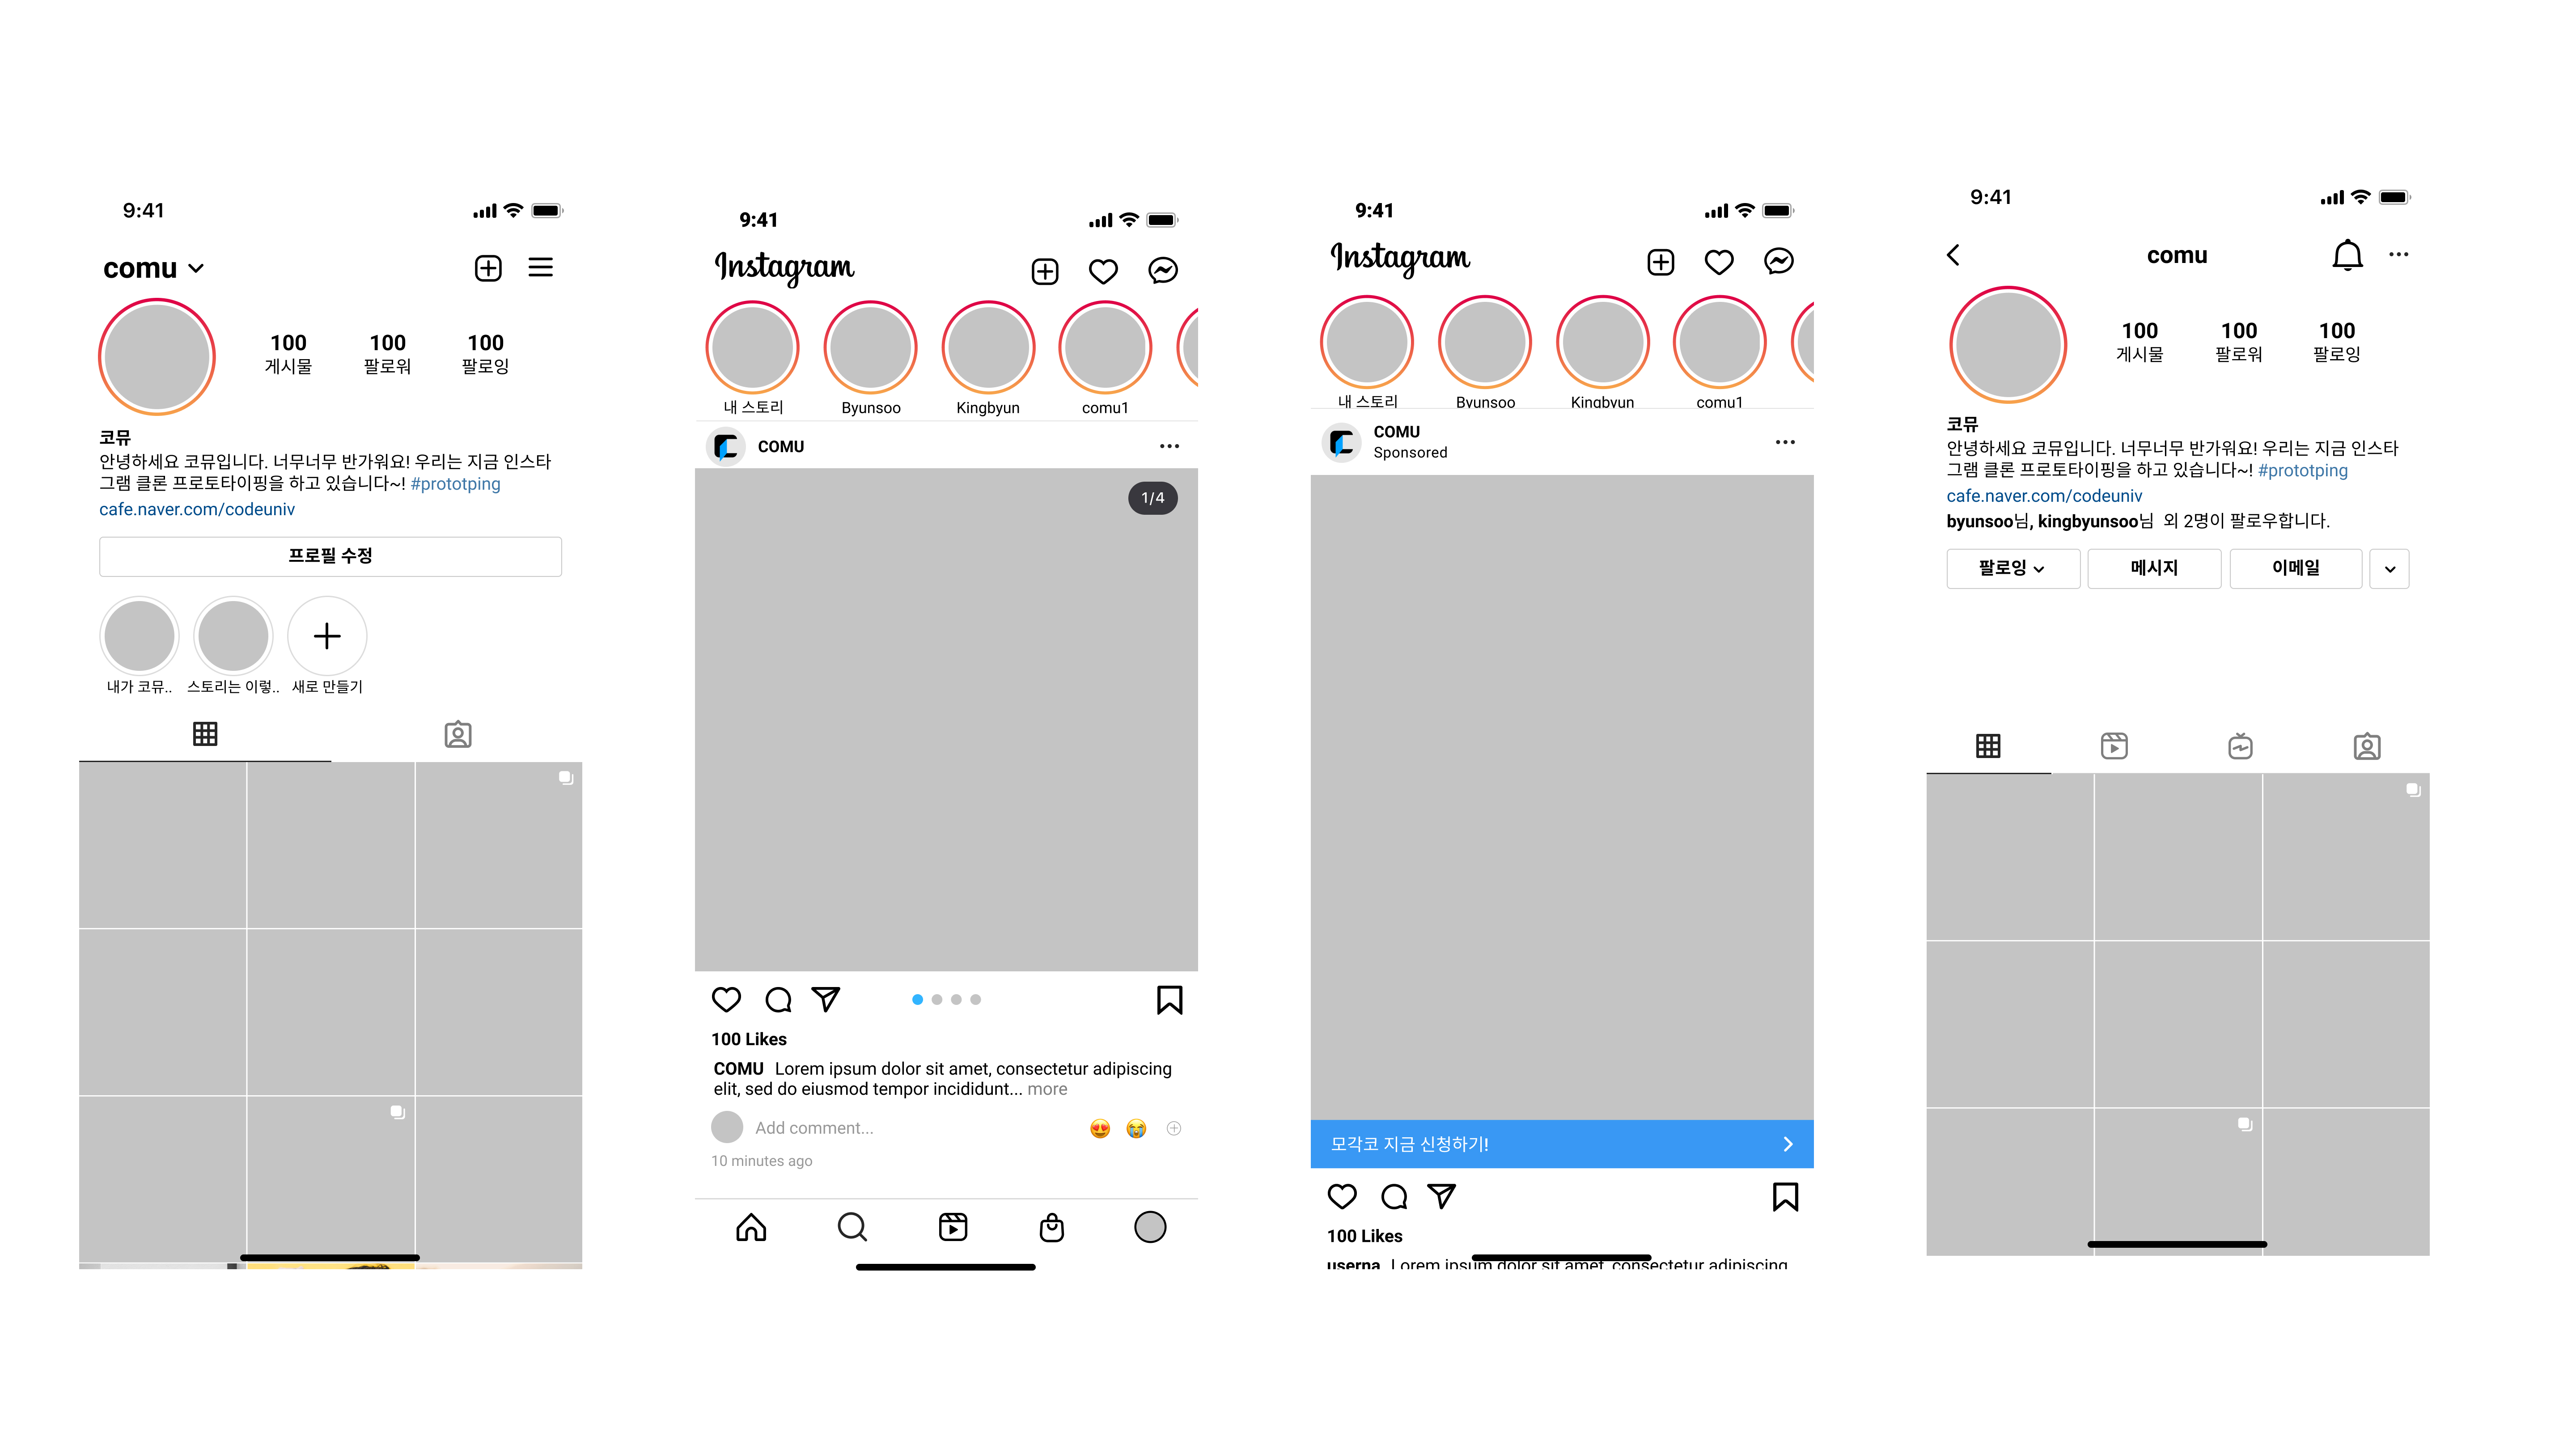 9:41
comu
100
100
100
게시물
팔로워
팔로잉
코뮤
안녕하세요 코뮤입니다. 너무너무 반가워요! 우리는 지금 인스타
그램 클론 프로토타이핑을 하고 있습니다~! #prototping
cafe.naver.com/codeuniv
프로필 수정
내가 코뮤..
스토리는 이렇..
새로 만들기
9:41
Instagram
내 스토리
Byunsoo
Kingbyun
comu1
COMU
1/4
100 Likes
COMU Lorem ipsum dolor sit amet, consectetur adipiscing
elit, sed do eiusmod tempor incididunt... more
Add comment...
10 minutes ago
9:41
Instagram
내 스토리
Byunsoo
Kingbyun
comu1
COMU
Sponsored
모각코 지금 신청하기!
100 Likes
userna Lorem ipsum dolor sit amet, consectetur adipiscing
9:41
comu
100
100
100
게시물
팔로워
팔로잉
코뮤
안녕하세요 코뮤입니다. 너무너무 반가워요! 우리는 지금 인스타
그램 클론 프로토타이핑을 하고 있습니다~! #prototping
cafe.naver.com/codeuniv
byunsoo님, kingbyunsoo님 외 2명이 팔로우합니다.
팔로잉
메시지
이메일